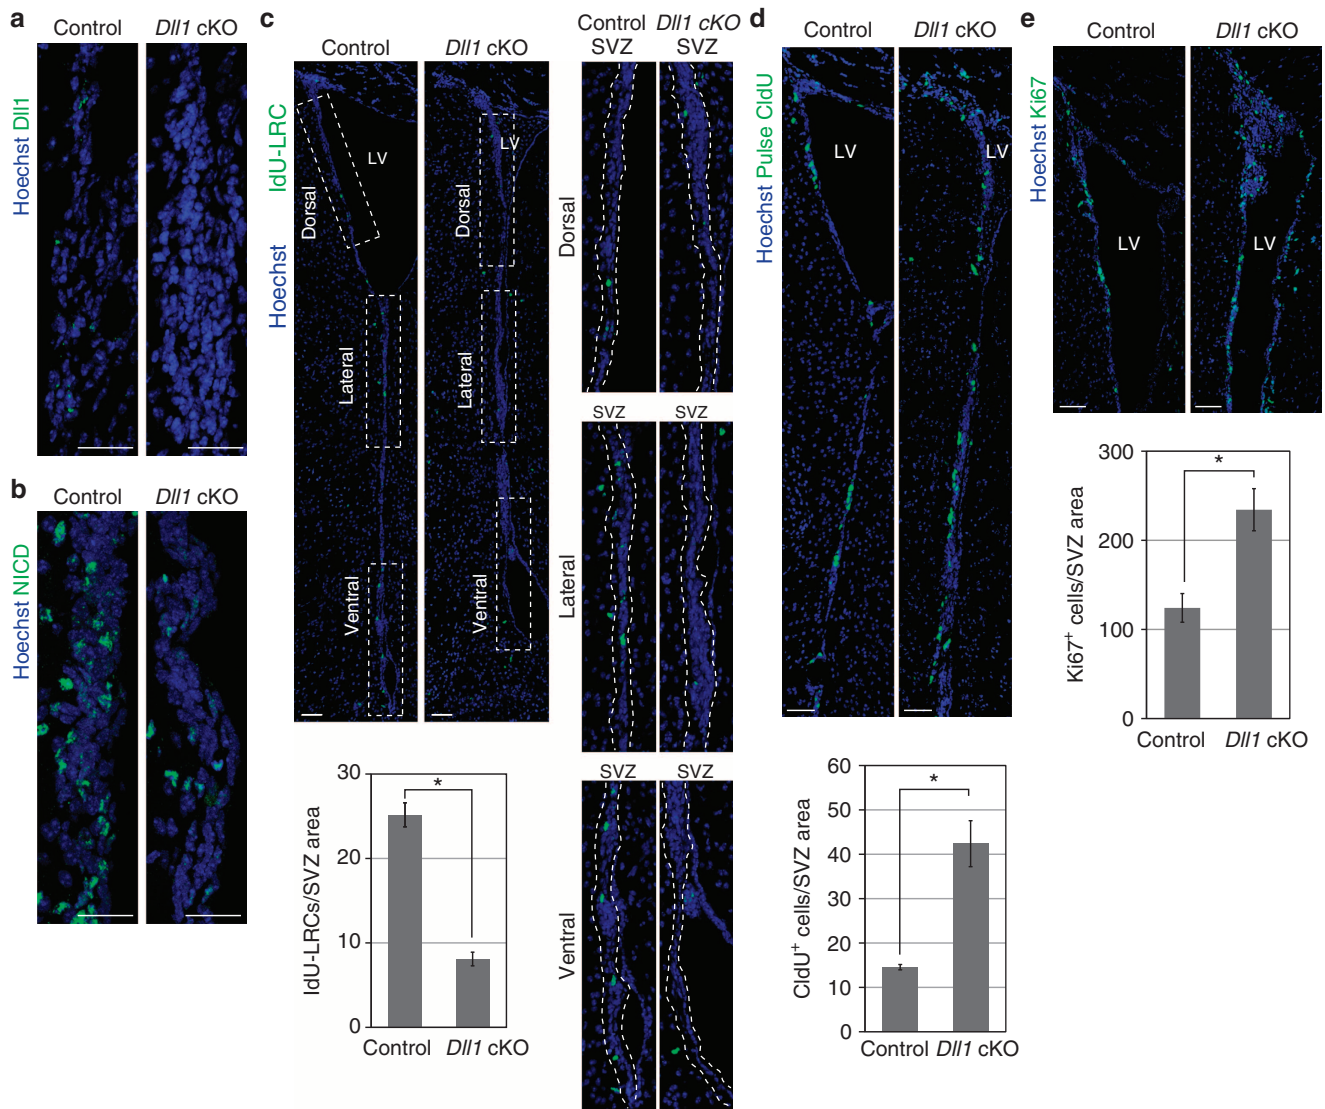 a
Control Dll1 cKO
Hoechst Dll1
b
Control Dll1 cKO
Hoechst NICD
c
Control Dll1 cKO
Hoechst IdU-LRC
LV
LV
Dorsal
Dorsal
Lateral
Lateral
Ventral
Ventral
Control Dll1 cKO
SVZ SVZ
Dorsal
SVZ SVZ
Lateral
SVZ SVZ
Ventral
IdU-LRCs/SVZ area
30
20
10
0
*
Control Dll1 cKO
d
Control Dll1 cKO
Hoechst Pulse CldU
LV
LV
CldU+ cells/SVZ area
60
50
40
30
20
10
0
*
Control Dll1 cKO
e
Control Dll1 cKO
Hoechst Ki67
LV
LV
Ki67+ cells/SVZ area
300
200
100
0
*
Control Dll1 cKO